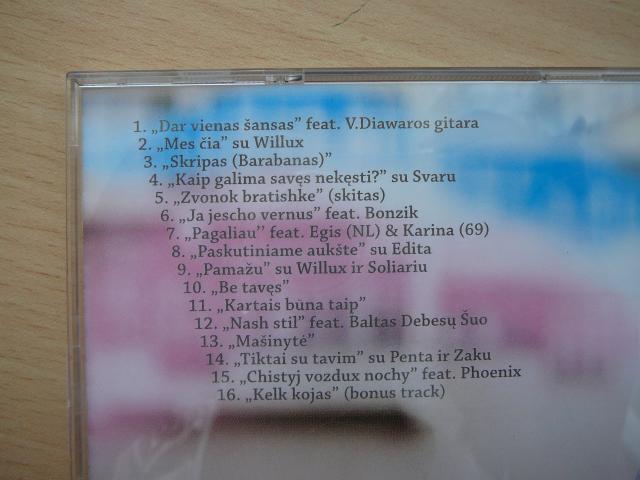 1. „Dar vienas šansas” feat. V.Diawaros gitara
2. „Mes čia” su Willux
3. „Skripas (Barabanas)”
4. „Kaip galima savęs nekęsti?” su Svaru
5. „Zvonok bratishke” (skitas)
6. „Ja jescho vernus” feat. Bonzik
7. „Pagaliau” feat. Egis (NL) & Karina (69)
8. „Paskutiniame aukšte” su Edita
9. „Pamažu” su Willux ir Soliariu
10. „Be tavęs”
11. „Kartais būna taip”
12. „Nash stil” feat. Baltas Debesų Šuo
13. „Mašinytė”
14. „Tiktai su tavim” su Penta ir Zaku
15. „Chistyj vozdux nochy” feat. Phoenix
16. „Kelk kojas” (bonus track)